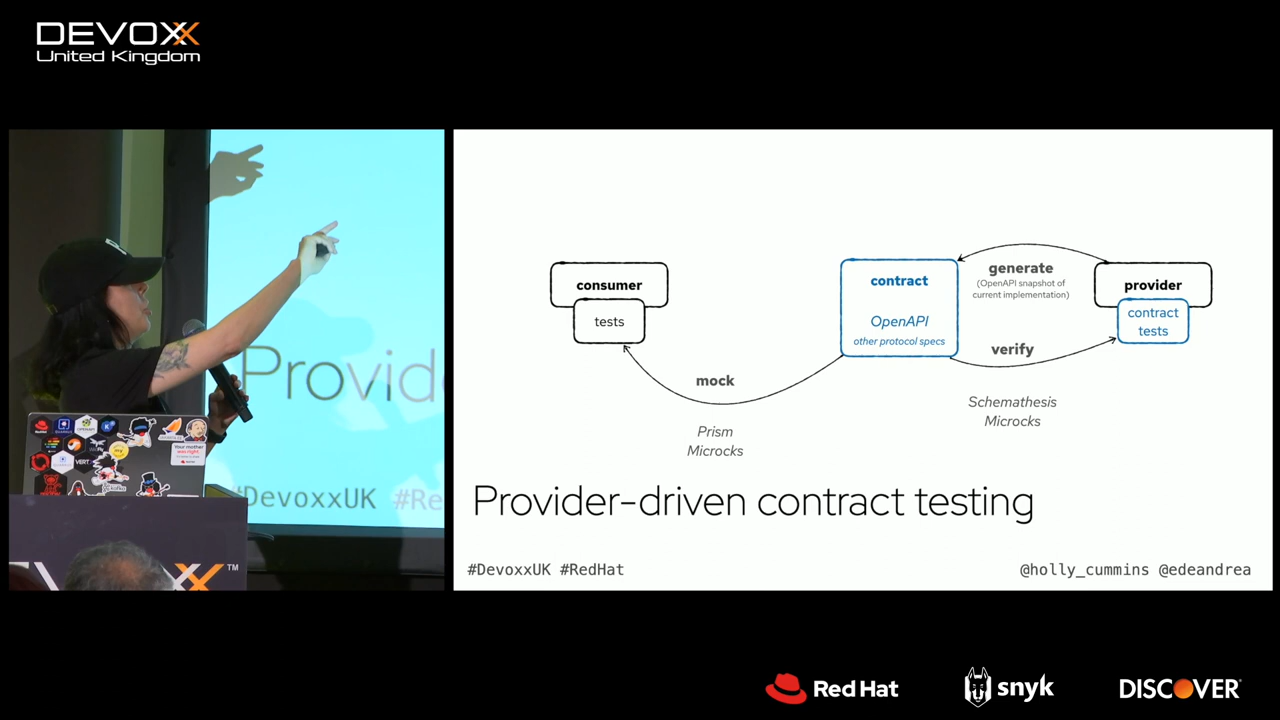 DEVOXX
United Kingdom
Provid
#DevoxxUK #Re
TM
consumer
tests
contract
OpenAPI
other protocol specs
generate
(OpenAPI snapshot of
current implementation)
provider
contract
tests
verify
mock
Schemathesis
Microcks
Prism
Microcks
Provider-driven contract testing
#DevoxxUK #RedHat
@holly_cummins @edeandrea
Red Hat
snyk
DISCOVER